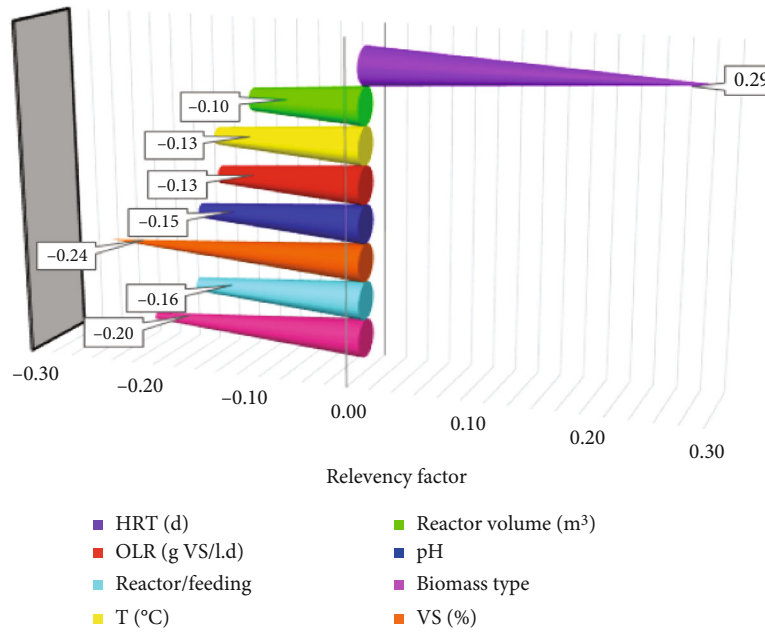 0.29
−0.10
−0.13
−0.13
−0.15
−0.24
−0.16
−0.20
−0.30
−0.20
−0.10
0.00
0.10
0.20
0.30
Relevency factor
HRT (d)
Reactor volume (m³)
OLR (g VS/l.d)
pH
Reactor/feeding
Biomass type
T (°C)
VS (%)